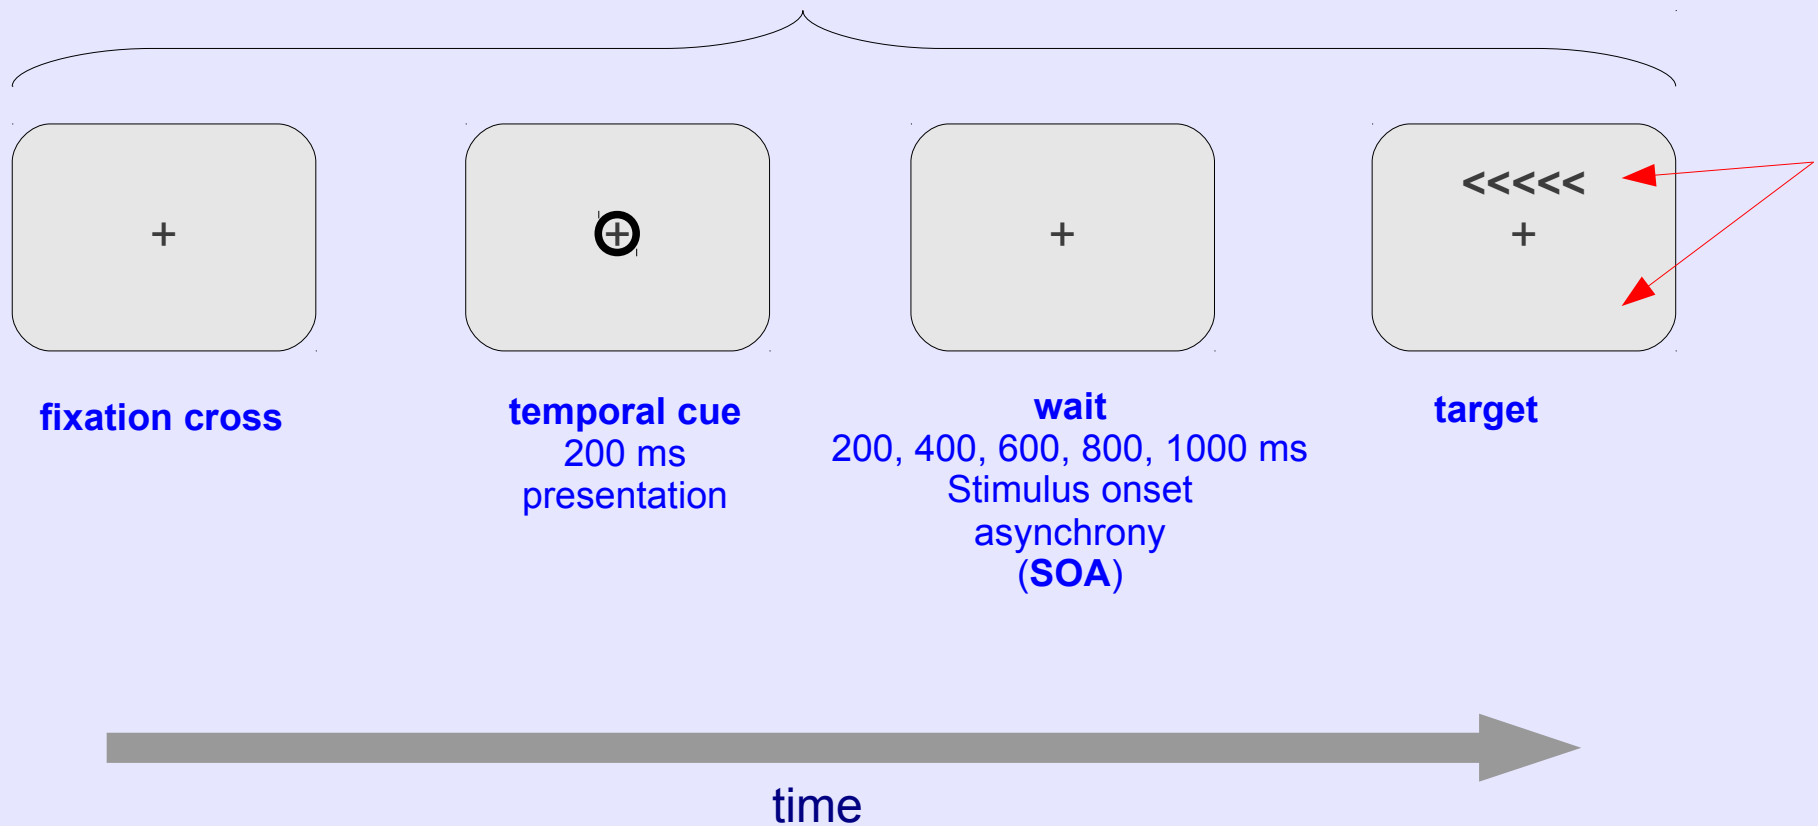 <<<<<
+
+
+
+
fixation cross
temporal cue
200 ms
presentation
wait
200, 400, 600, 800, 1000 ms
Stimulus onset
asynchrony
(SOA)
target
time